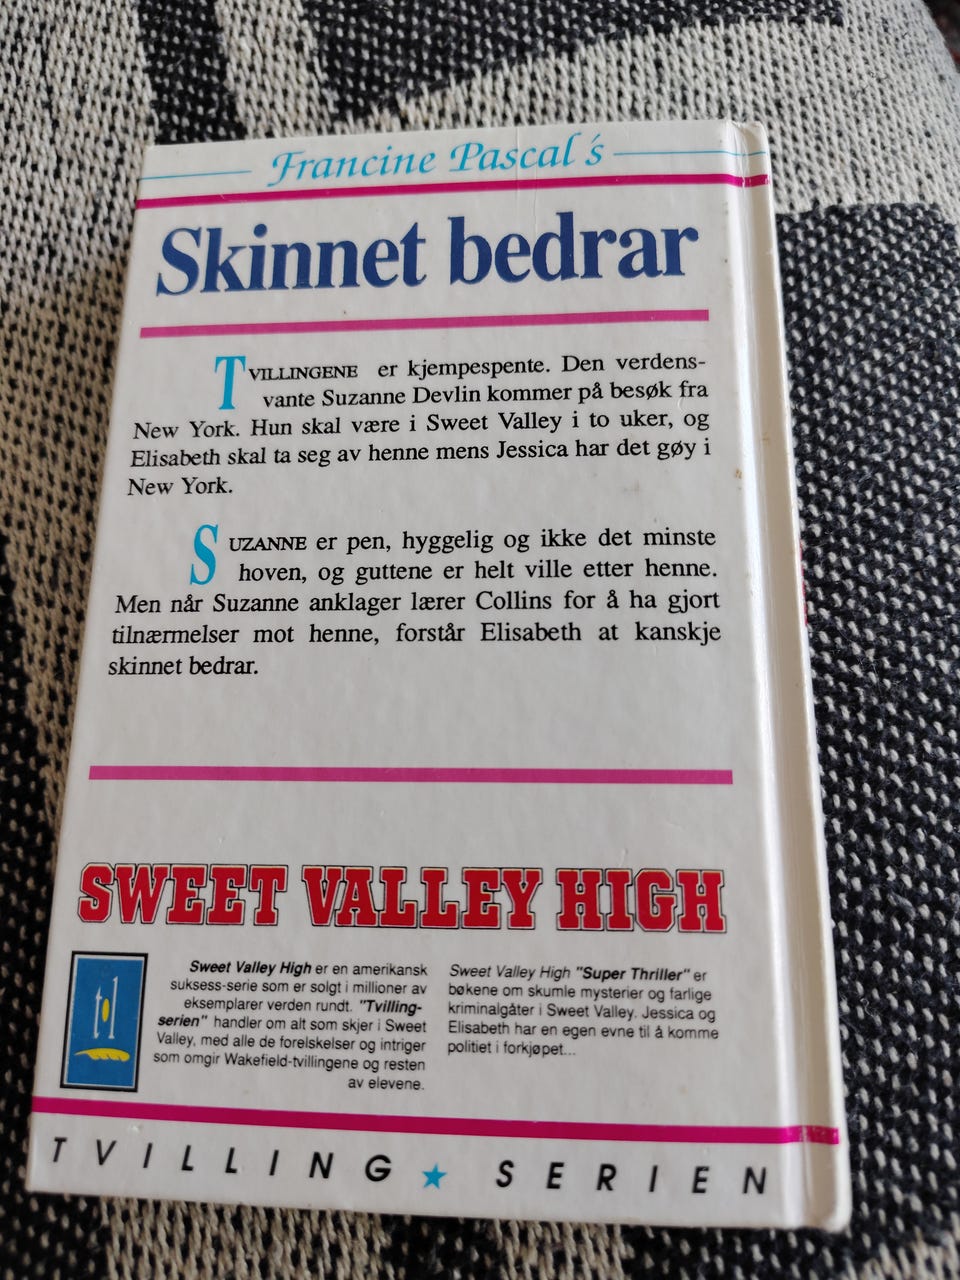 Francine Pascal´s
Skinnet bedrar
TVILLINGENE er kjempespente. Den verdens-
vante Suzanne Devlin kommer på besøk fra
New York. Hun skal være i Sweet Valley i to uker, og
Elisabeth skal ta seg av henne mens Jessica har det gøy i
New York.
SUZANNE er pen, hyggelig og ikke det minste
hoven, og guttene er helt ville etter henne.
Men når Suzanne anklager lærer Collins for å ha gjort
tilnærmelser mot henne, forstår Elisabeth at kanskje
skinnet bedrar.
SWEET VALLEY HIGH
tol
Sweet Valley High er en amerikansk
suksess-serie som er solgt i millioner av
eksemplarer verden rundt. "Tvilling-
serien" handler om alt som skjer i Sweet
Valley, med alle de forelskelser og intriger
som omgir Wakefield-tvillingene og resten
av elevene.
Sweet Valley High "Super Thriller" er
bøkene om skumle mysterier og farlige
kriminalgåter i Sweet Valley. Jessica og
Elisabeth har en egen evne til å komme
politiet i forkjøpet...
TVILLING ★ SERIEN